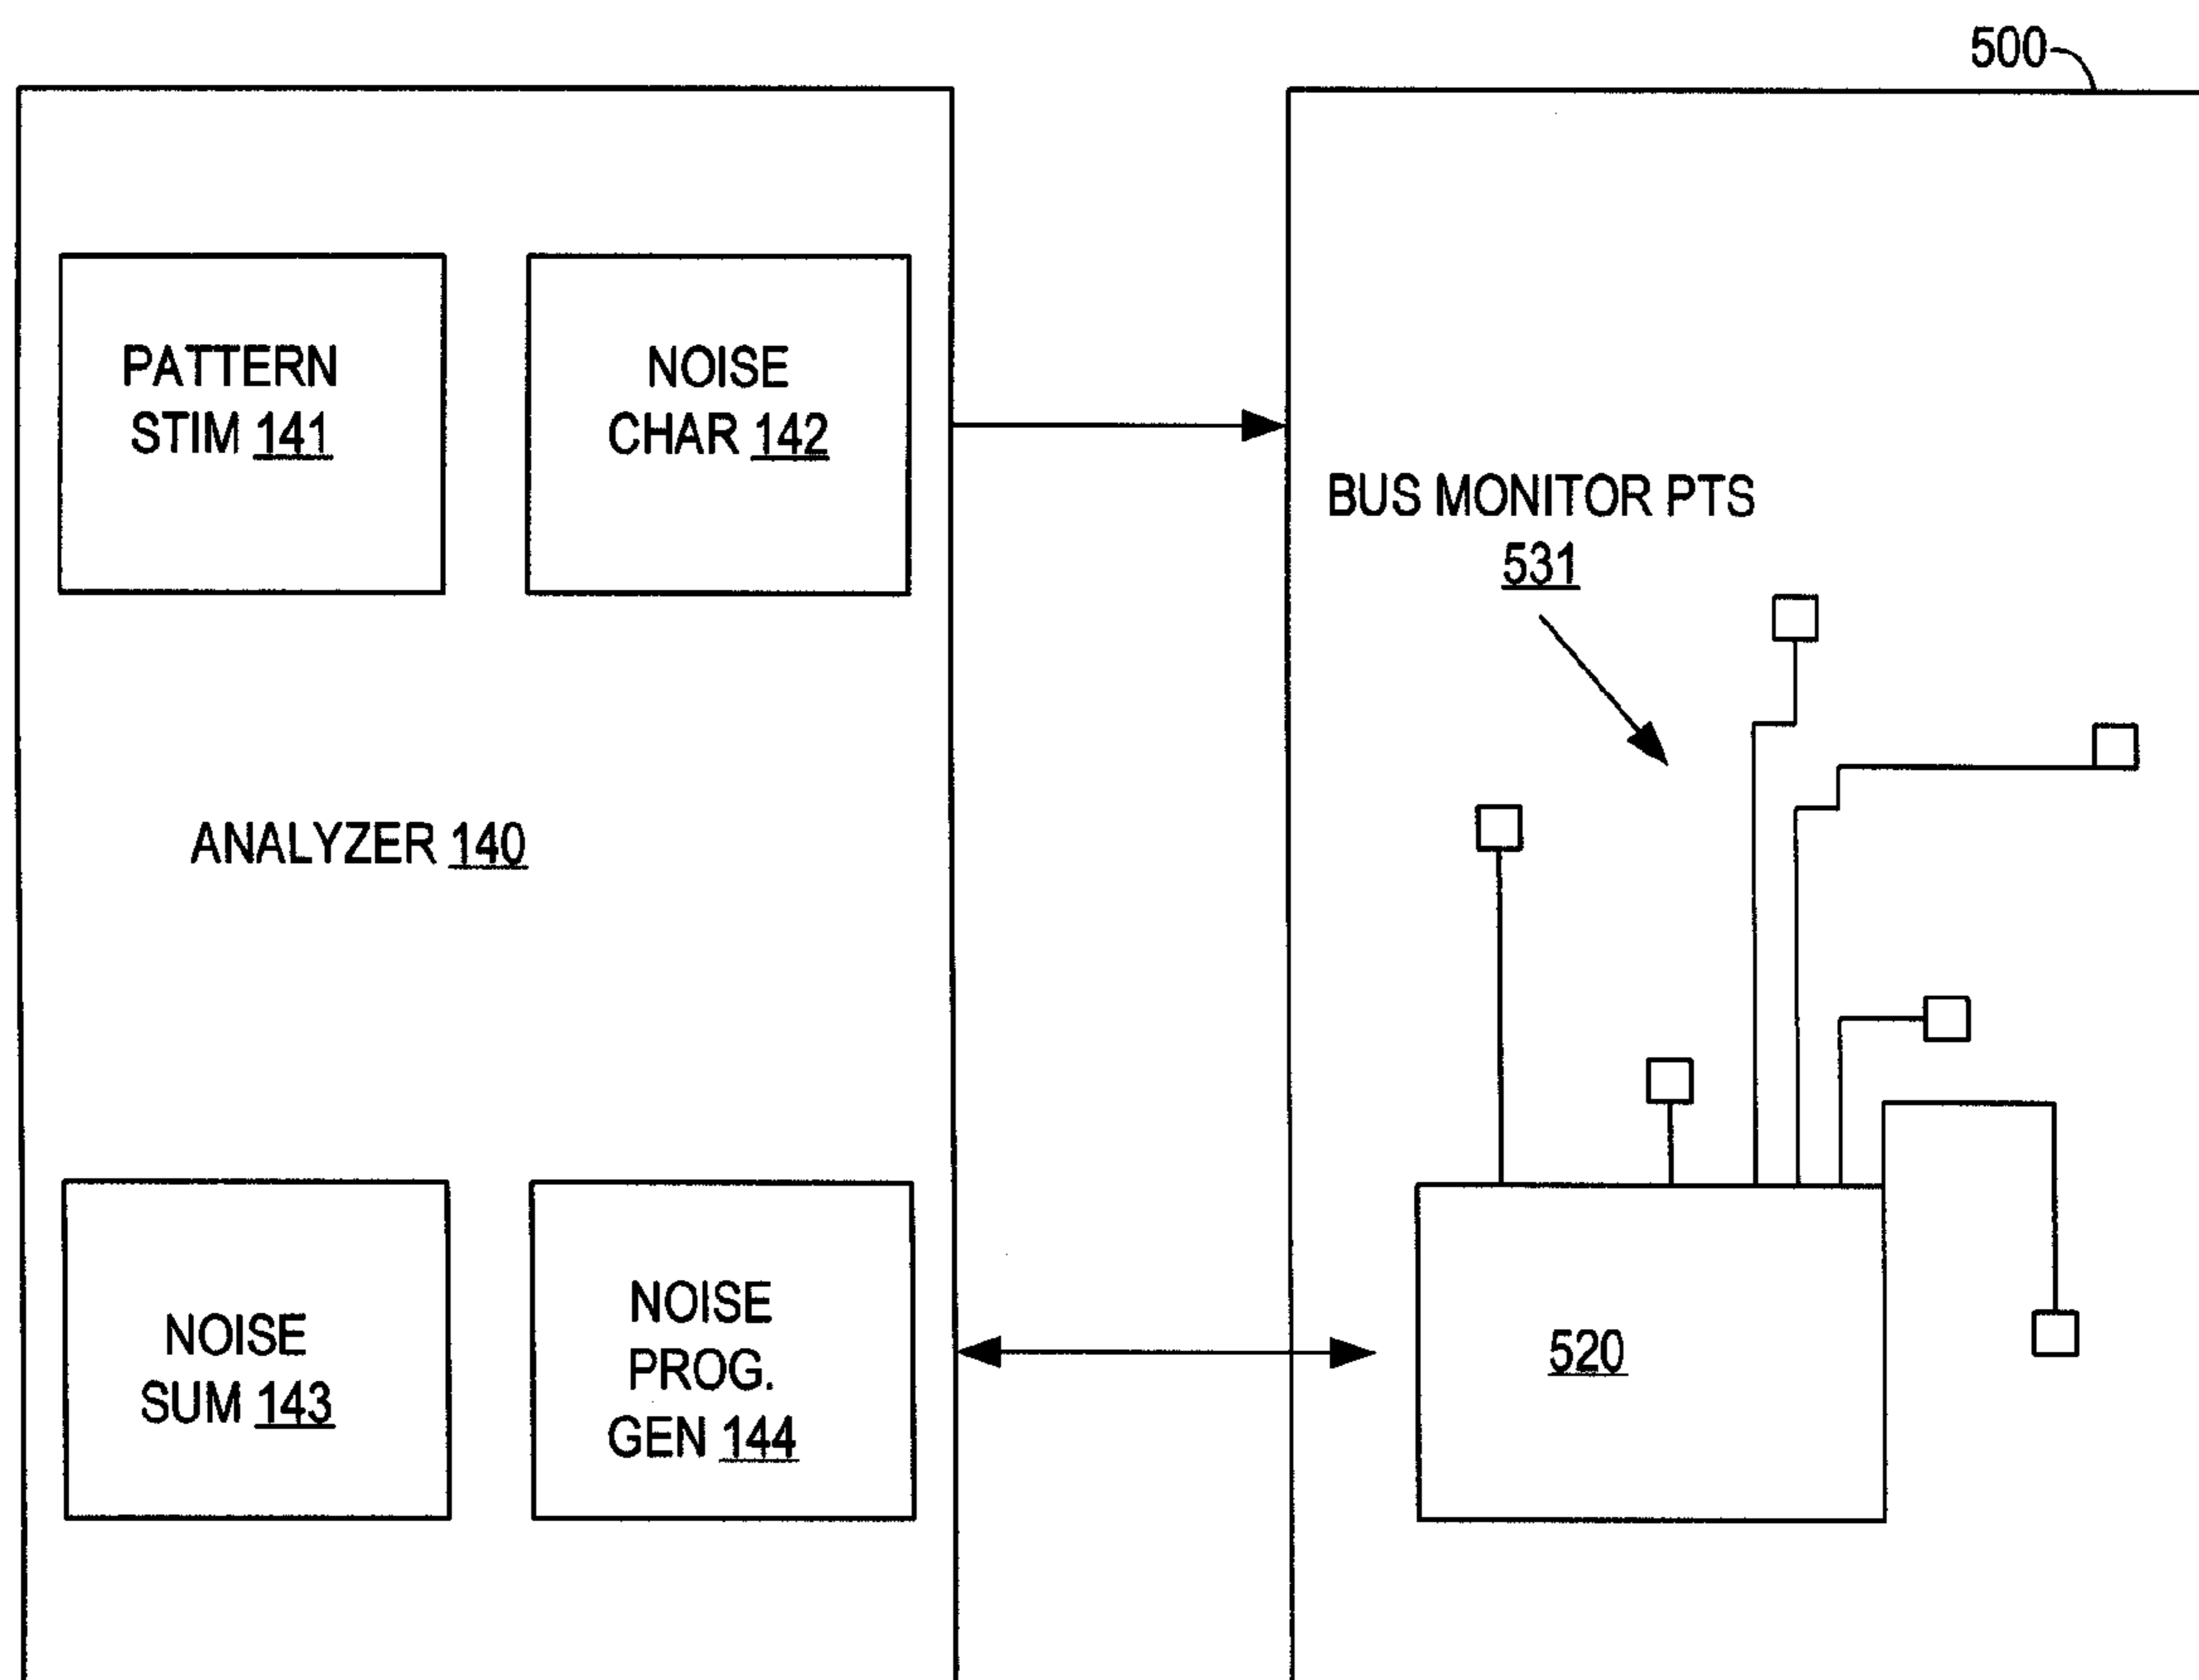 500
PATTERN
STIM 141
NOISE
CHAR 142
BUS MONITOR PTS
531
ANALYZER 140
NOISE
SUM 143
NOISE
PROG.
GEN 144
520